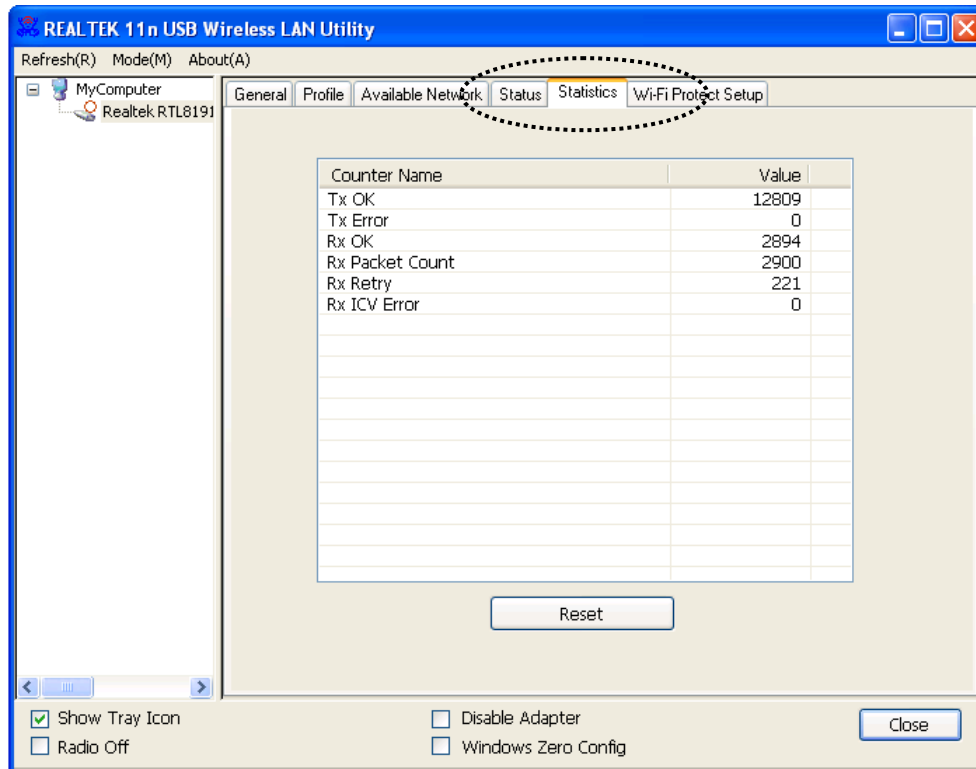 REALTEK 11n USB Wireless LAN Utility
Refresh(R) Mode(M) About(A)
MyComputer
Realtek RTL8191
General Profile Available Network Status Statistics Wi-Fi Protect Setup
Counter Name Value
Tx OK 12809
Tx Error 0
Rx OK 2894
Rx Packet Count 2900
Rx Retry 221
Rx ICV Error 0
Reset
Show Tray Icon Disable Adapter
Radio Off Windows Zero Config
Close